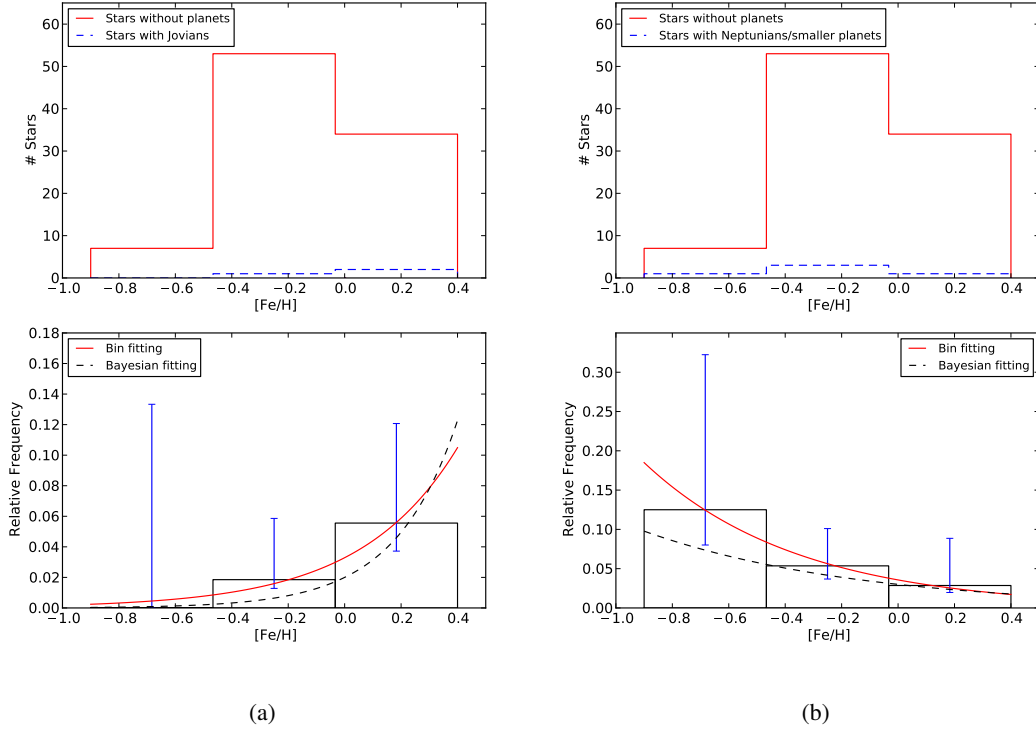 60
50
40
30
20
10
0
# Stars
Stars without planets
Stars with Jovians
−1.0 −0.8 −0.6 −0.4 −0.2 0.0 0.2 0.4
[Fe/H]
60
50
40
30
20
10
0
# Stars
Stars without planets
Stars with Neptunians/smaller planets
−1.0 −0.8 −0.6 −0.4 −0.2 0.0 0.2 0.4
[Fe/H]
0.18
0.16
0.14
0.12
0.10
0.08
0.06
0.04
0.02
0.00
Relative Frequency
Bin fitting
Bayesian fitting
−1.0 −0.8 −0.6 −0.4 −0.2 0.0 0.2 0.4
[Fe/H]
0.30
0.25
0.20
0.15
0.10
0.05
0.00
Relative Frequency
Bin fitting
Bayesian fitting
−1.0 −0.8 −0.6 −0.4 −0.2 0.0 0.2 0.4
[Fe/H]
(a)
(b)